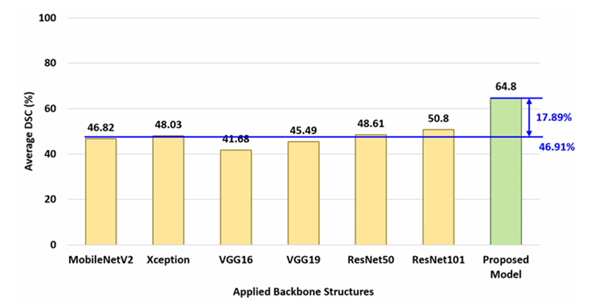 100
80
60
40
20
0
Average DSC (%)
46.82
48.03
41.68
45.49
48.61
50.8
64.8
17.89%
46.91%
MobileNetV2
Xception
VGG16
VGG19
ResNet50
ResNet101
Proposed
Model
Applied Backbone Structures